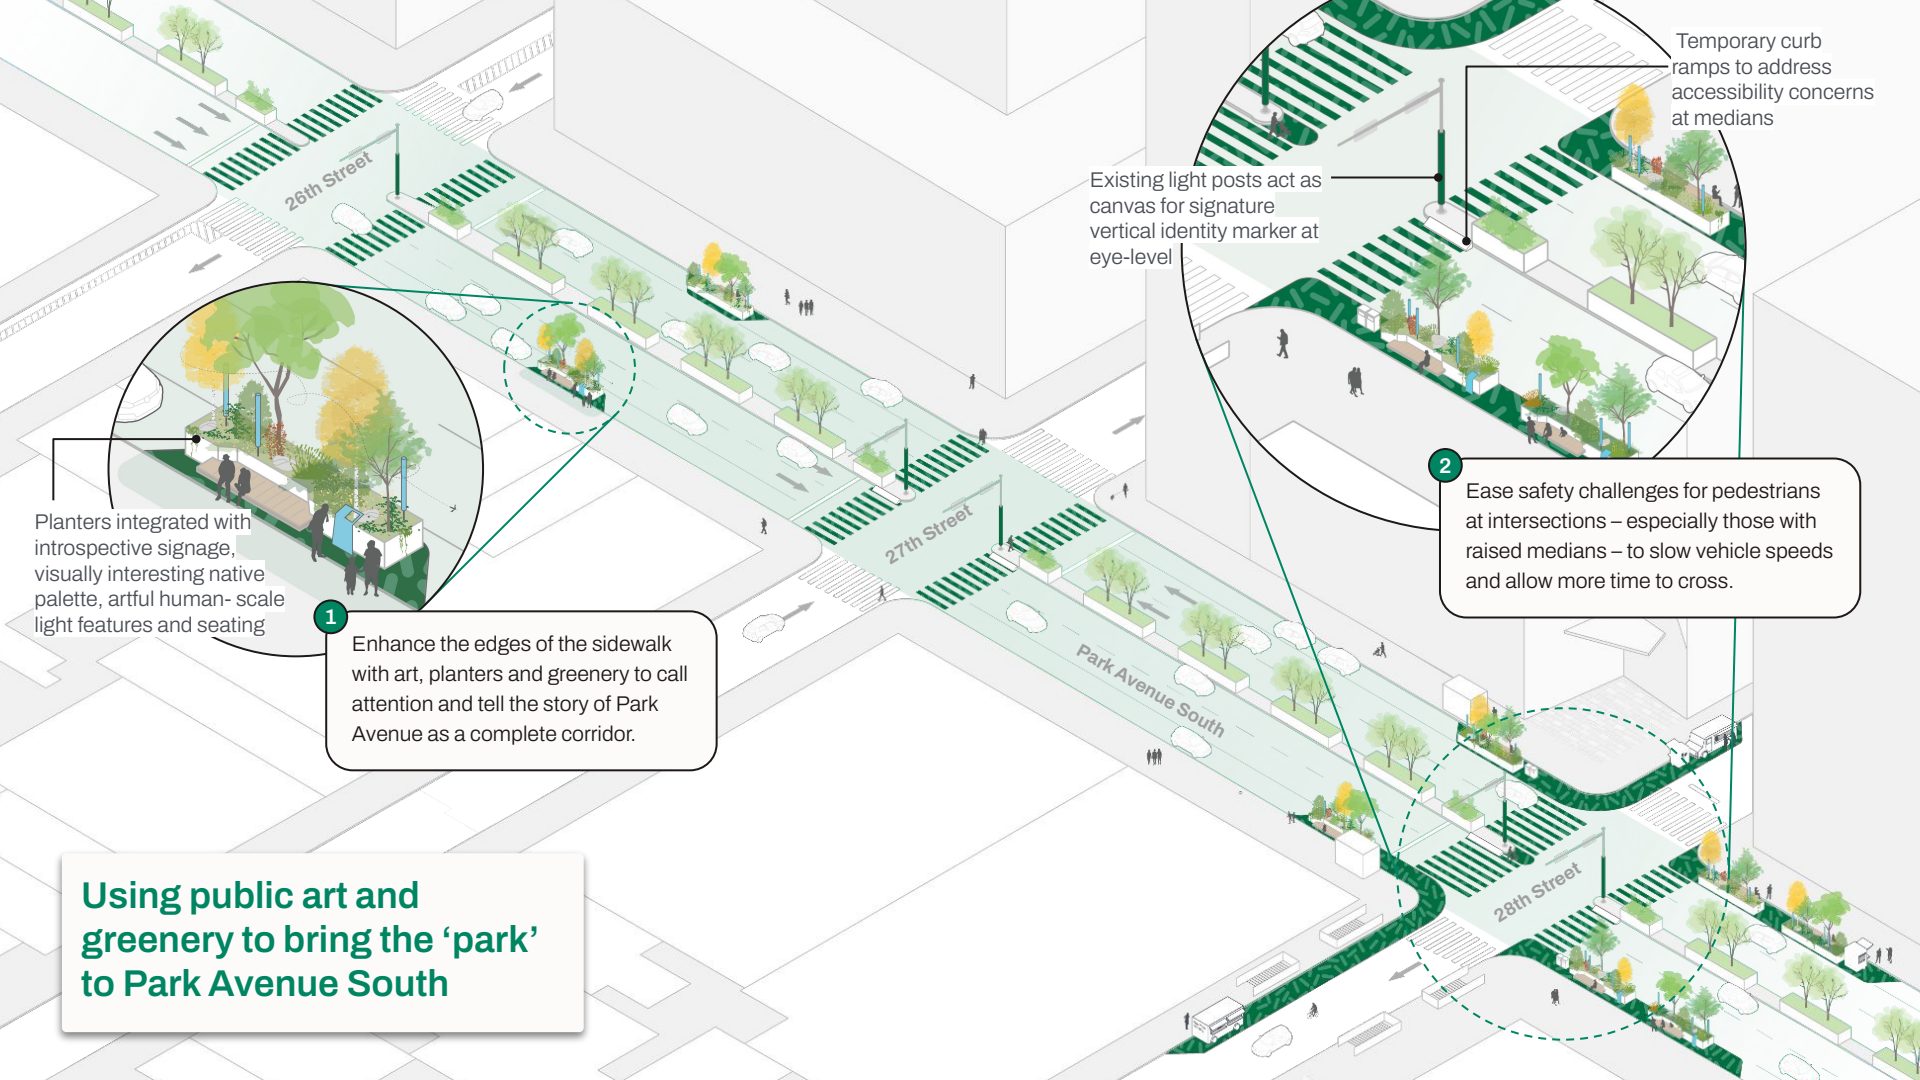 Temporary curb
ramps to address
accessibility concerns
at medians
Existing light posts act as
canvas for signature
vertical identity marker at
eye-level
26th Street
Planters integrated with
introspective signage,
visually interesting native
palette, artful human- scale
light features and seating
1
Enhance the edges of the sidewalk
with art, planters and greenery to call
attention and tell the story of Park
Avenue as a complete corridor.
2
Ease safety challenges for pedestrians
at intersections – especially those with
raised medians – to slow vehicle speeds
and allow more time to cross.
27th Street
Park Avenue South
28th Street
Using public art and
greenery to bring the ‘park’
to Park Avenue South